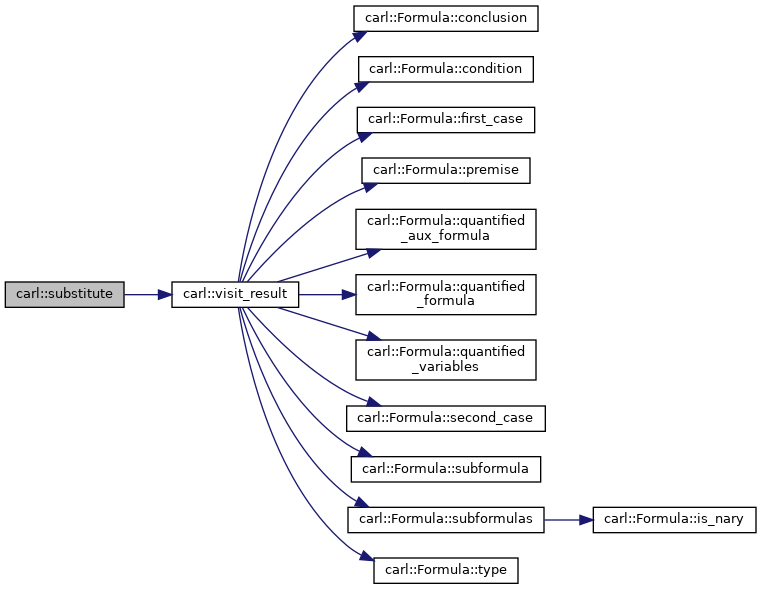 carl::substitute
carl::visit_result
carl::Formula::conclusion
carl::Formula::condition
carl::Formula::first_case
carl::Formula::premise
carl::Formula::quantified
_aux_formula
carl::Formula::quantified
_formula
carl::Formula::quantified
_variables
carl::Formula::second_case
carl::Formula::subformula
carl::Formula::subformulas
carl::Formula::is_nary
carl::Formula::type